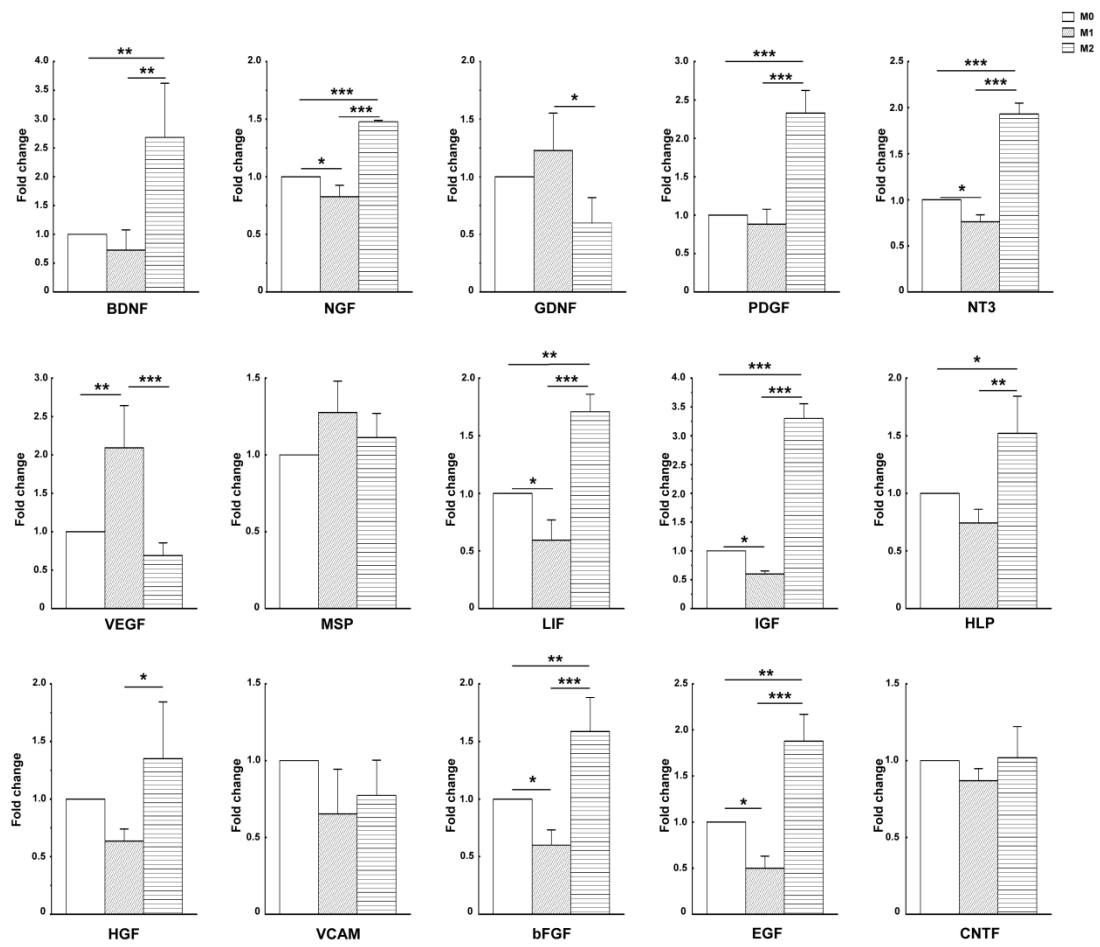 M0
M1
M2
** ** Fold change 4.0 3.5 3.0 2.5 2.0 1.5 1.0 0.5 0 BDNF
*** *** * Fold change 2.0 1.5 1.0 0.5 0 NGF
* Fold change 2.0 1.5 1.0 0.5 0 GDNF
*** *** Fold change 3.0 2.5 2.0 1.5 1.0 0.5 0 PDGF
*** *** * Fold change 2.5 2.0 1.5 1.0 0.5 0 NT3
** *** Fold change 3.0 2.5 2.0 1.5 1.0 0.5 0 VEGF
Fold change 1.5 1.0 0.5 0 MSP
** *** * Fold change 2.0 1.5 1.0 0.5 0 LIF
*** *** * Fold change 4.0 3.5 3.0 2.5 2.0 1.5 1.0 0.5 0 IGF
* ** Fold change 2.0 1.5 1.0 0.5 0 HLP
* Fold change 2.0 1.5 1.0 0.5 0 HGF
Fold change 1.5 1.0 0.5 0 VCAM
** *** * Fold change 2.0 1.5 1.0 0.5 0 bFGF
** *** * Fold change 2.5 2.0 1.5 1.0 0.5 0 EGF
Fold change 1.5 1.0 0.5 0 CNTF